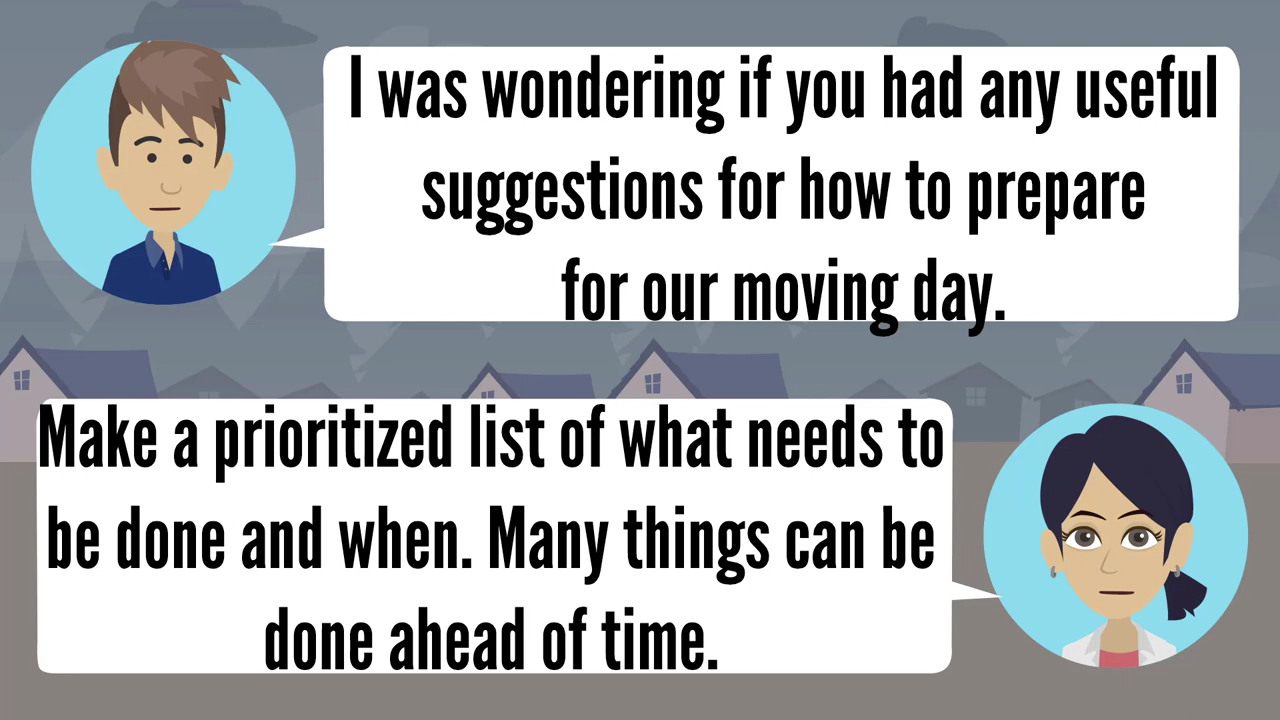 I was wondering if you had any useful
suggestions for how to prepare
for our moving day.
Make a prioritized list of what needs to
be done and when. Many things can be
done ahead of time.